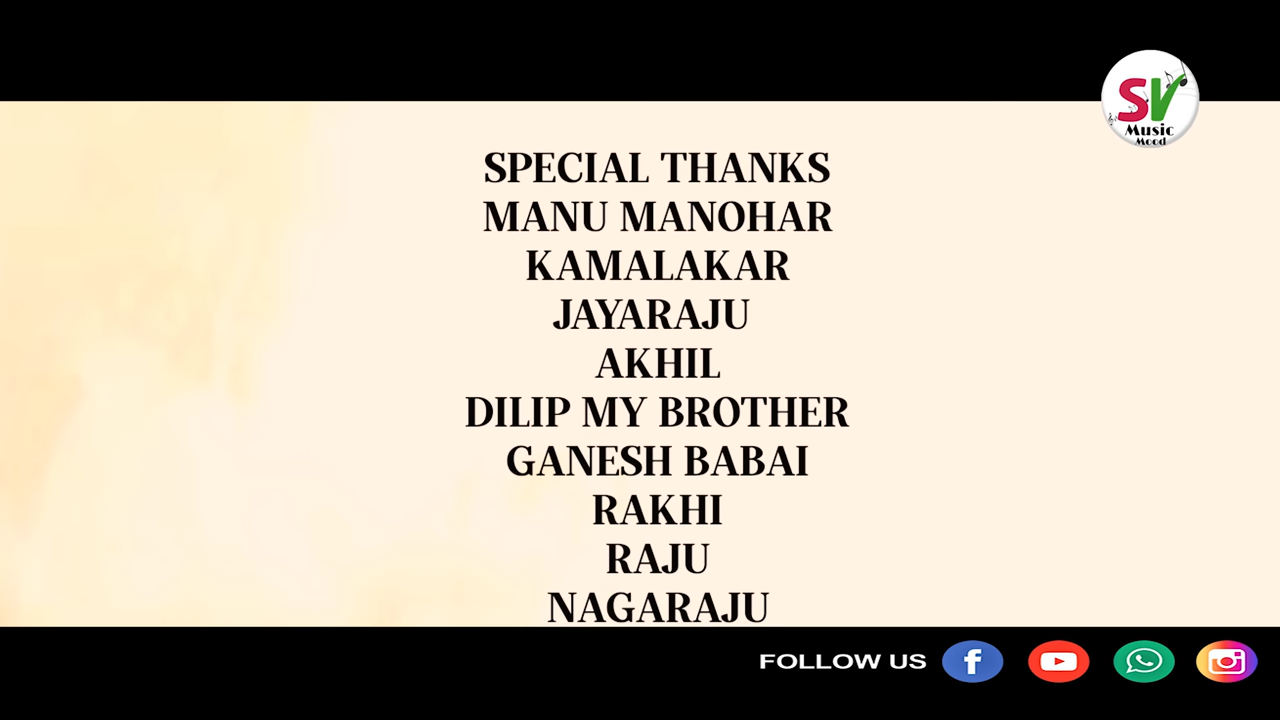 SV
Music
Mood
SPECIAL THANKS
MANU MANOHAR
KAMALAKAR
JAYARAJU
AKHIL
DILIP MY BROTHER
GANESH BABAI
RAKHI
RAJU
NAGARAJU
FOLLOW US